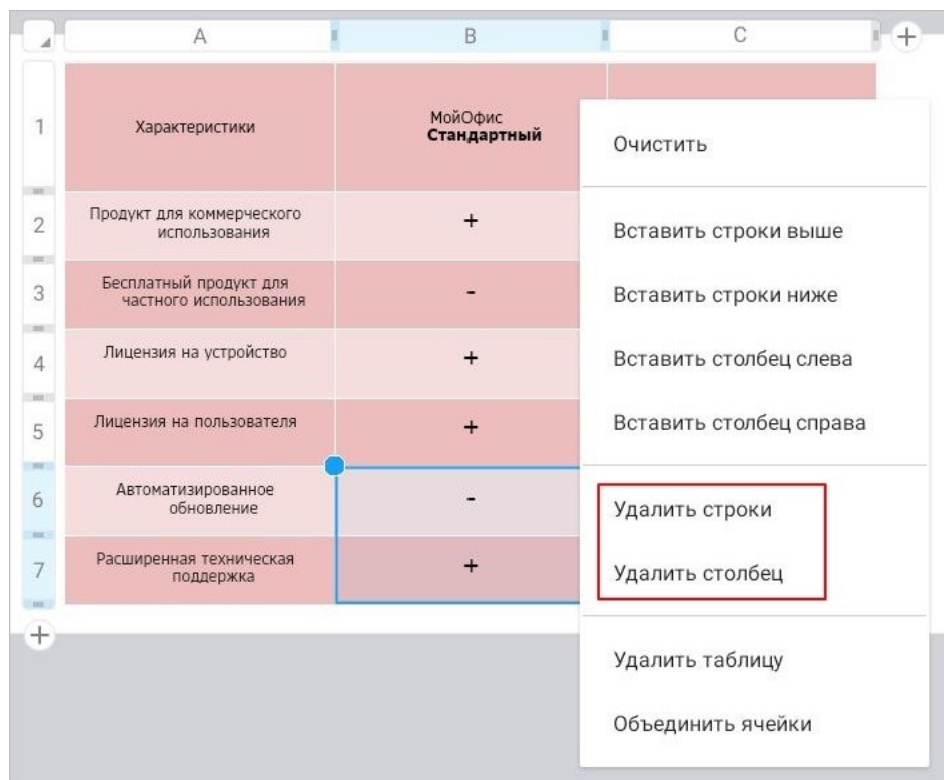 A B C
1 Характеристики МойОфис
Стандартный
2 Продукт для коммерческого
использования +
3 Бесплатный продукт для
частного использования -
4 Лицензия на устройство +
5 Лицензия на пользователя +
6 Автоматизированное
обновление -
7 Расширенная техническая
поддержка +
+
+
Очистить
Вставить строки выше
Вставить строки ниже
Вставить столбец слева
Вставить столбец справа
Удалить строки
Удалить столбец
Удалить таблицу
Объединить ячейки